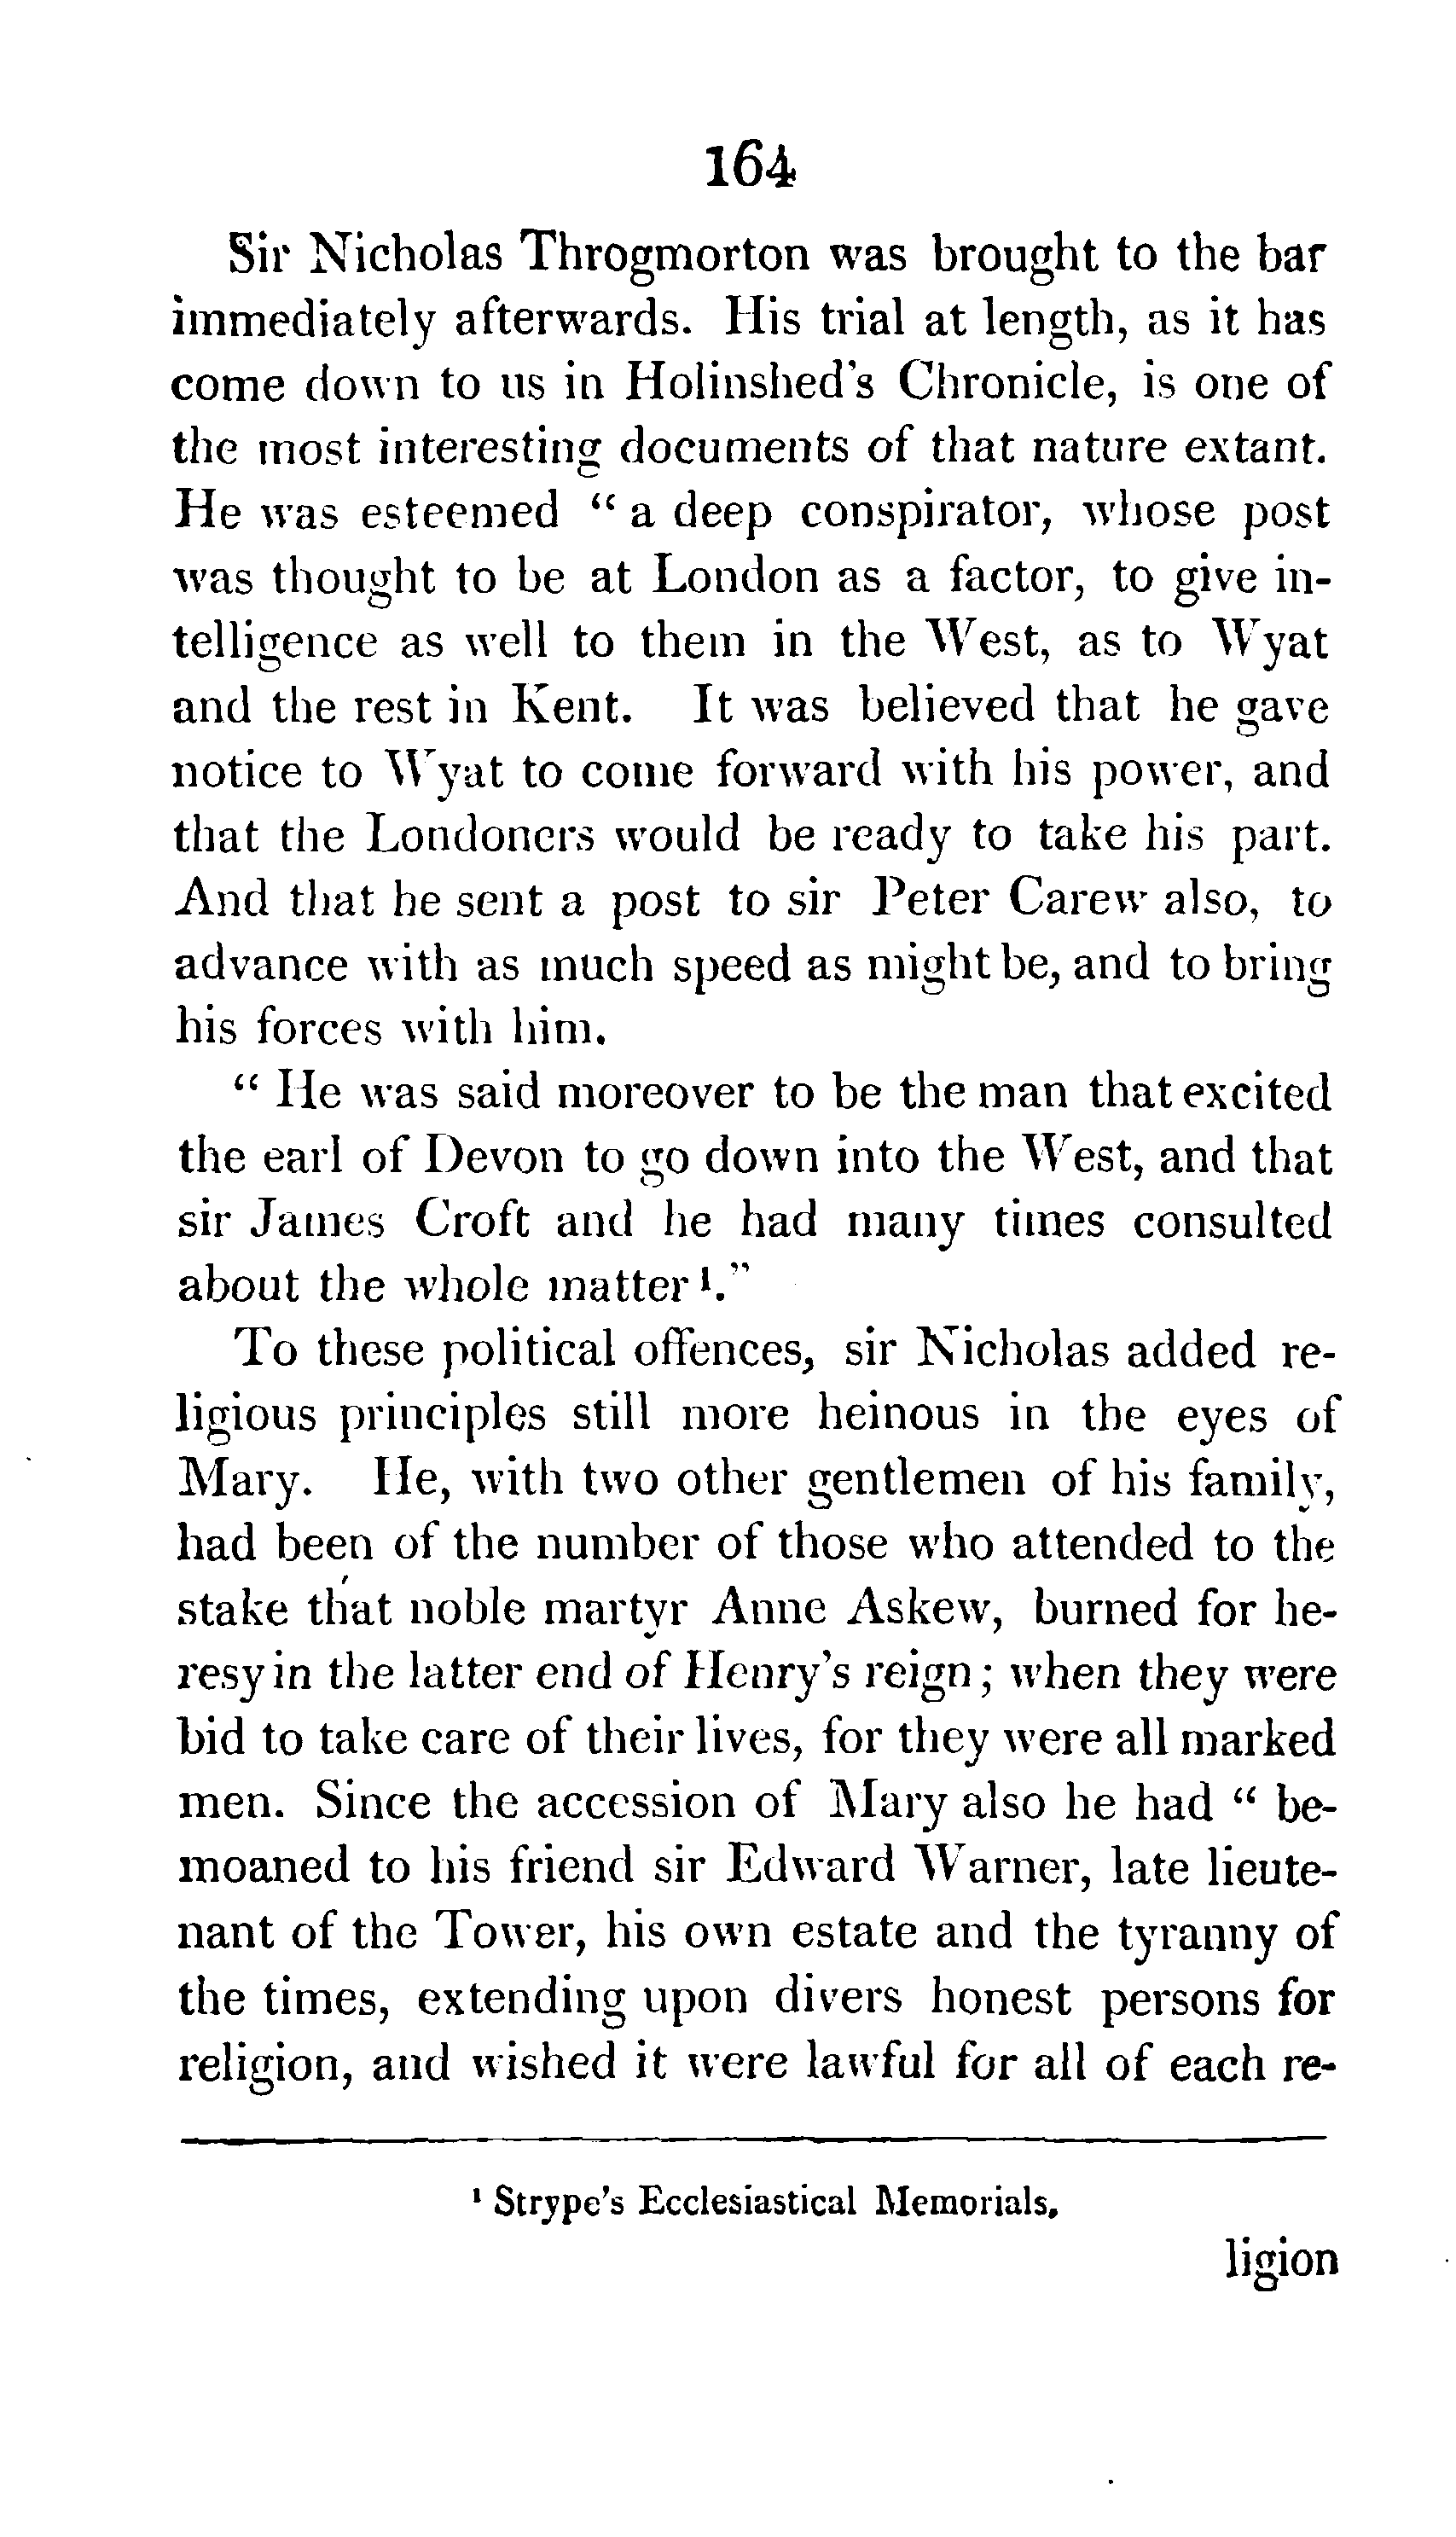 164
Sir Nicholas Throgmorton was brought to the bar
immediately afterwards. His trial at length, as it has
come down to us in Holinshed's Chronicle, is one of
the most interesting documents of that nature extant.
He was esteemed " a deep conspirator, whose post
was thought to be at London as a factor, to give in-
telligence as well to them in the West, as to Wyat
and the rest in Kent. It was believed that he gave
notice to Wyat to come forward with his power, and
that the Londoners would be ready to take his part.
And that he sent a post to sir Peter Carew also, to
advance with as much speed as might be, and to bring
his forces with him.
" He was said moreover to be the man that excited
the earl of Devon to go down into the West, and that
sir James Croft and he had many times consulted
about the whole matter ¹."
To these political offences, sir Nicholas added re-
ligious principles still more heinous in the eyes of
Mary. He, with two other gentlemen of his family,
had been of the number of those who attended to the
stake that noble martyr Anne Askew, burned for he-
resy in the latter end of Henry's reign ; when they were
bid to take care of their lives, for they were all marked
men. Since the accession of Mary also he had " be-
moaned to his friend sir Edward Warner, late lieute-
nant of the Tower, his own estate and the tyranny of
the times, extending upon divers honest persons for
religion, and wished it were lawful for all of each re-
¹ Strype's Ecclesiastical Memorials.
ligion